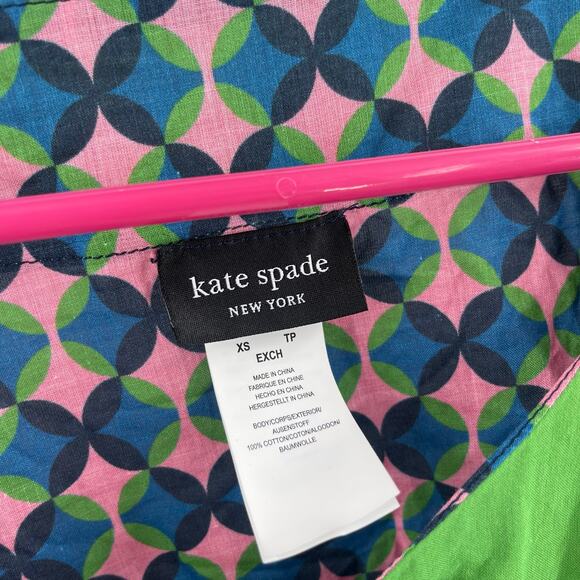 kate spade
NEW YORK
XS TP
EXCH
MADE IN CHINA
FABRIQUE EN CHINE
HECHO EN CHINA
HERGESTELLT IN CHINA
BODY/CORPS/EXTERIOR/
AUSENSTOFF
100% COTTON/COTON/ALGODON/
BAUMWOLLE